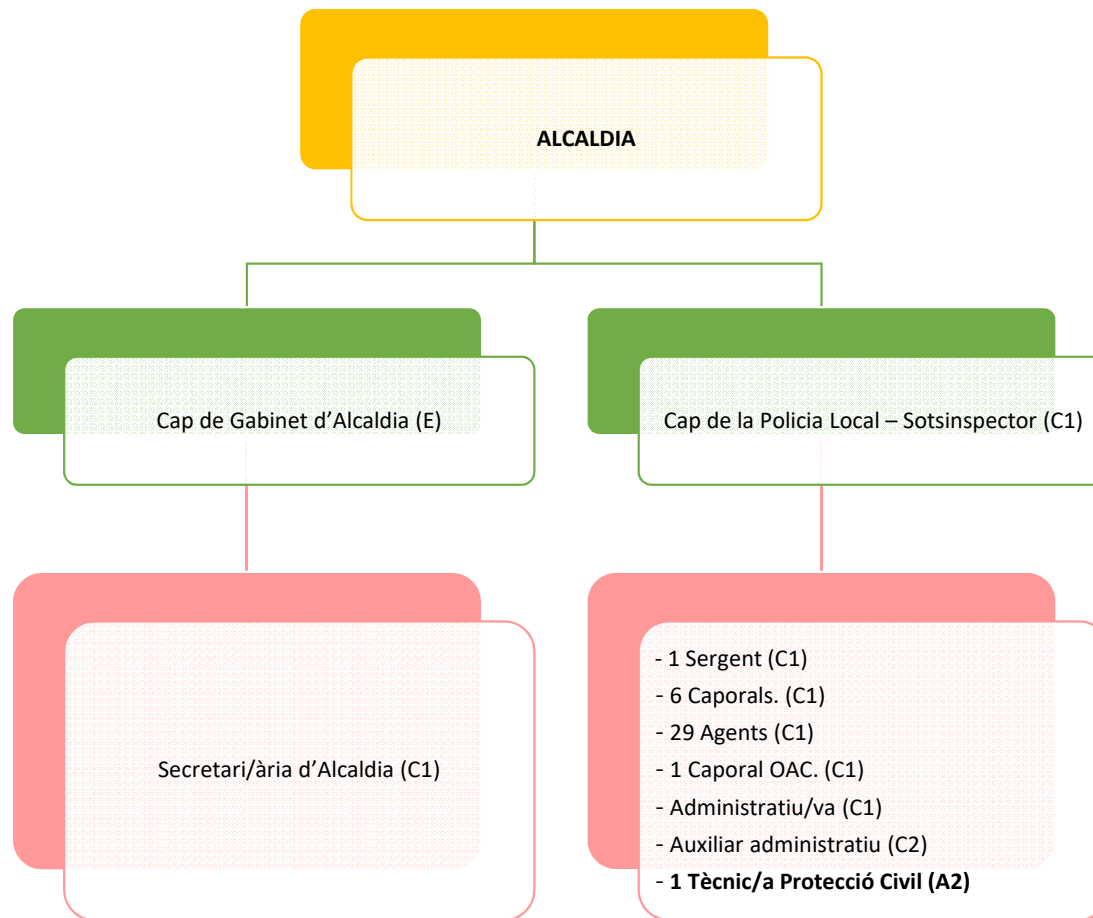 ALCALDIA
Cap de Gabinet d’Alcaldia (E)
Cap de la Policia Local – Sotsinspector (C1)
Secretari/ària d’Alcaldia (C1)
- 1 Sergent (C1)
- 6 Caporals. (C1)
- 29 Agents (C1)
- 1 Caporal OAC. (C1)
- Administratiu/va (C1)
- Auxiliar administratiu (C2)
- 1 Tècnic/a Protecció Civil (A2)